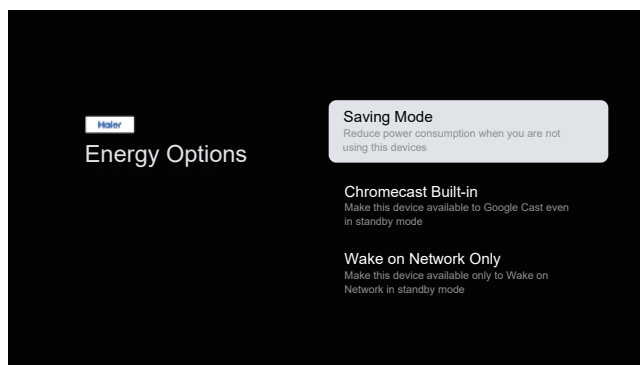 Haier
Energy Options
Saving Mode
Reduce power consumption when you are not
using this devices
Chromecast Built-in
Make this device available to Google Cast even
in standby mode
Wake on Network Only
Make this device available only to Wake on
Network in standby mode